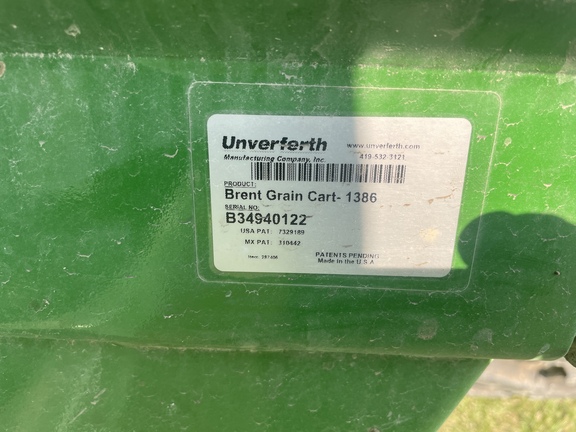 Unverferth www.unverferth.com
Manufacturing Company, Inc. 419-532-3121
PRODUCT:
Brent Grain Cart- 1386
SERIAL NO:
B34940122
USA PAT: 7329189
MX PAT: 310442
PATENTS PENDING
Made in the U.S.A